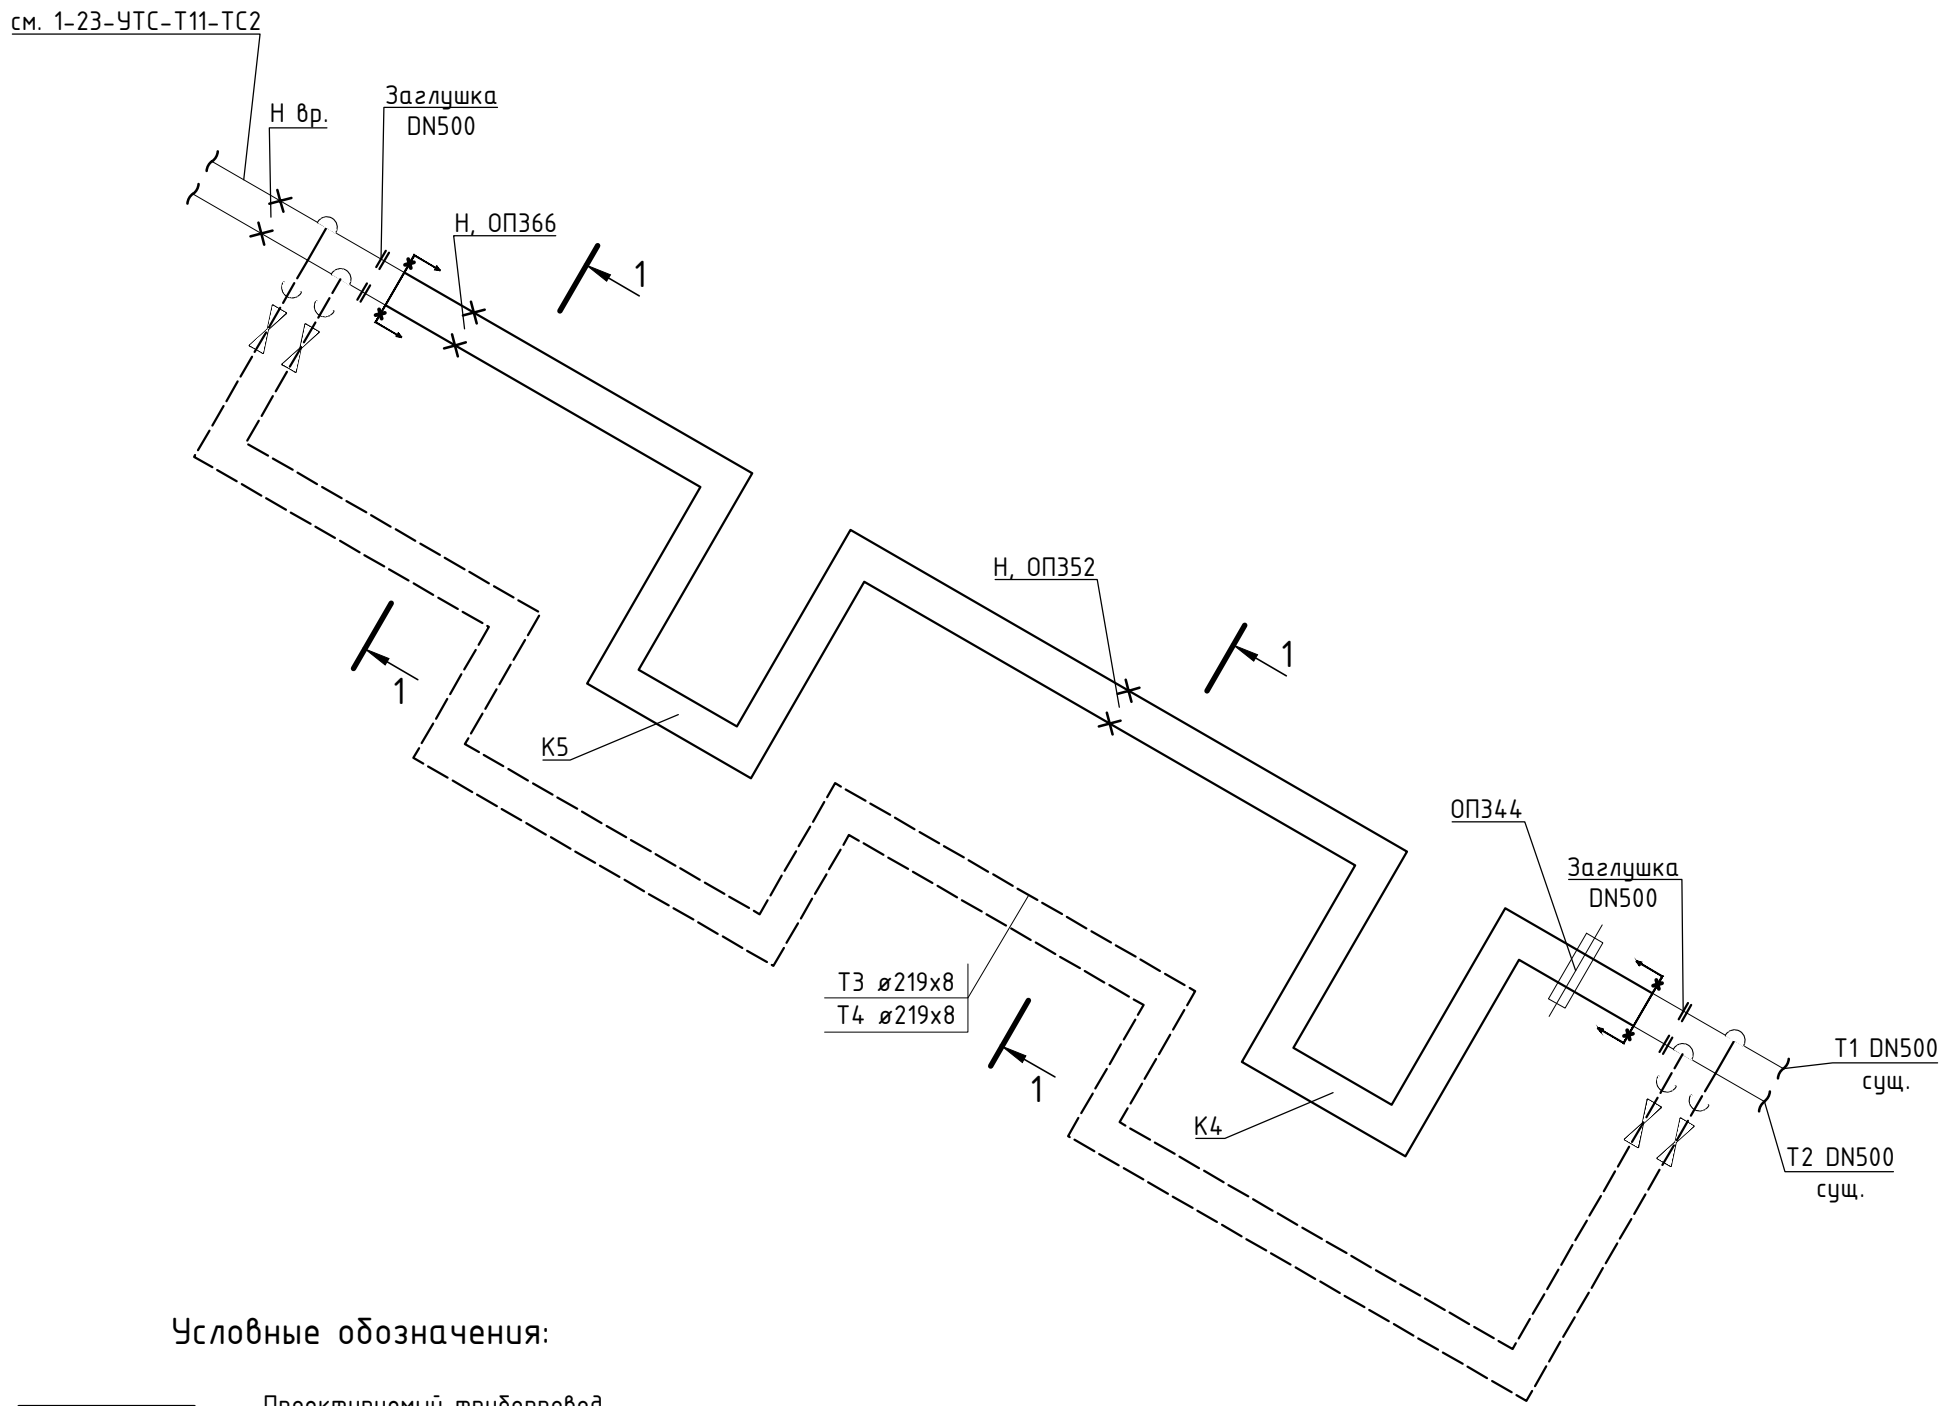 см. 1-23-УТС-Т11-ТС2
Заглушка
DN500
Н вр.
Н, ОП366
1
Н, ОП352
1
1
К5
ОП344
Заглушка
DN500
Т3 ø219х8
Т4 ø219х8
Т1 DN500
сущ.
1
К4
Т2 DN500
сущ.
Условные обозначения:
Проектируемый трубопровод